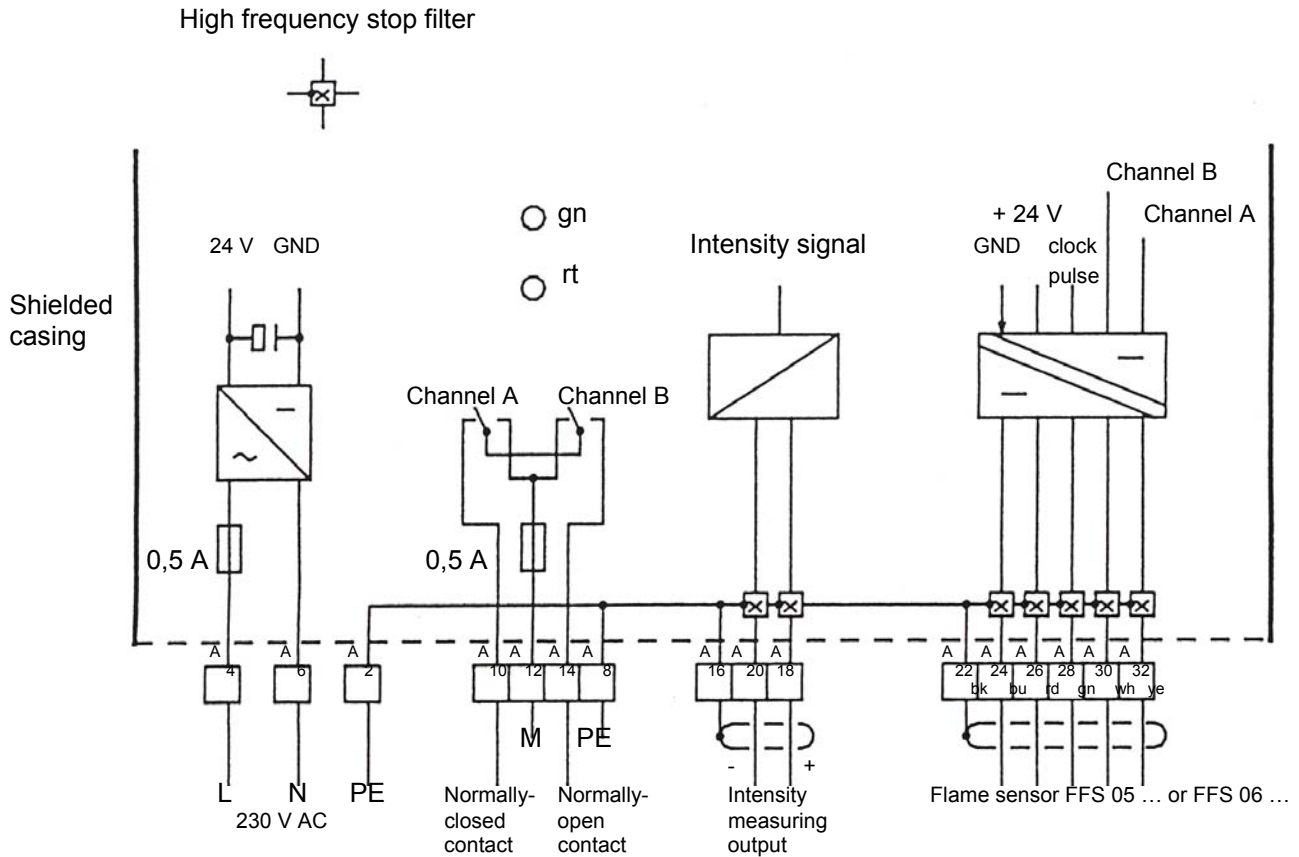 High frequency stop filter
Channel B
+ 24 V
Channel A
gn
24 V GND
Intensity signal
GND clock
pulse
rt
Shielded
casing
Channel A
Channel B
0,5 A
0,5 A
A A A A A A A A A A A A A A A A
4 6 2 10 12 14 8 16 20 18 22 24 26 28 30 32
bk bu rd gn wh ye
M PE
- +
L N PE
230 V AC
Normally-
closed
contact
Normally-
open
contact
Intensity
measuring
output
Flame sensor FFS 05 … or FFS 06 …